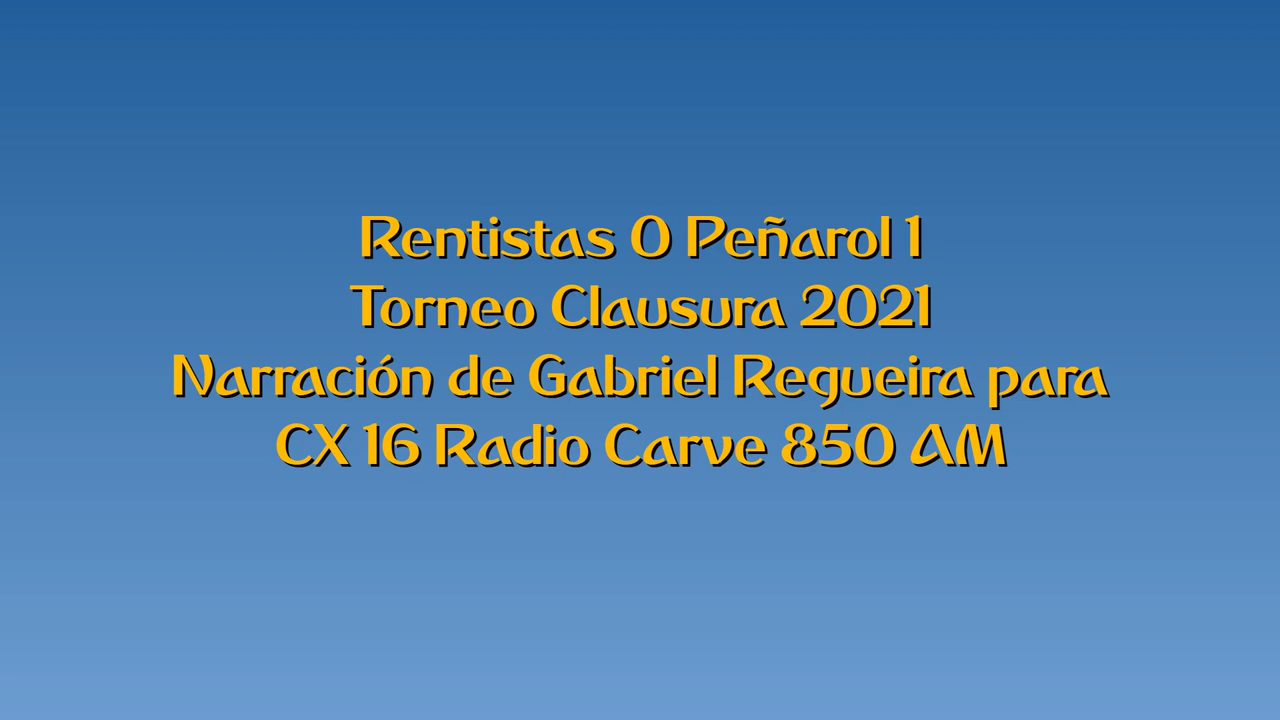 Rentistas 0 Peñarol 1
Torneo Clausura 2021
Narración de Gabriel Regueira para
CX 16 Radio Carve 850 AM